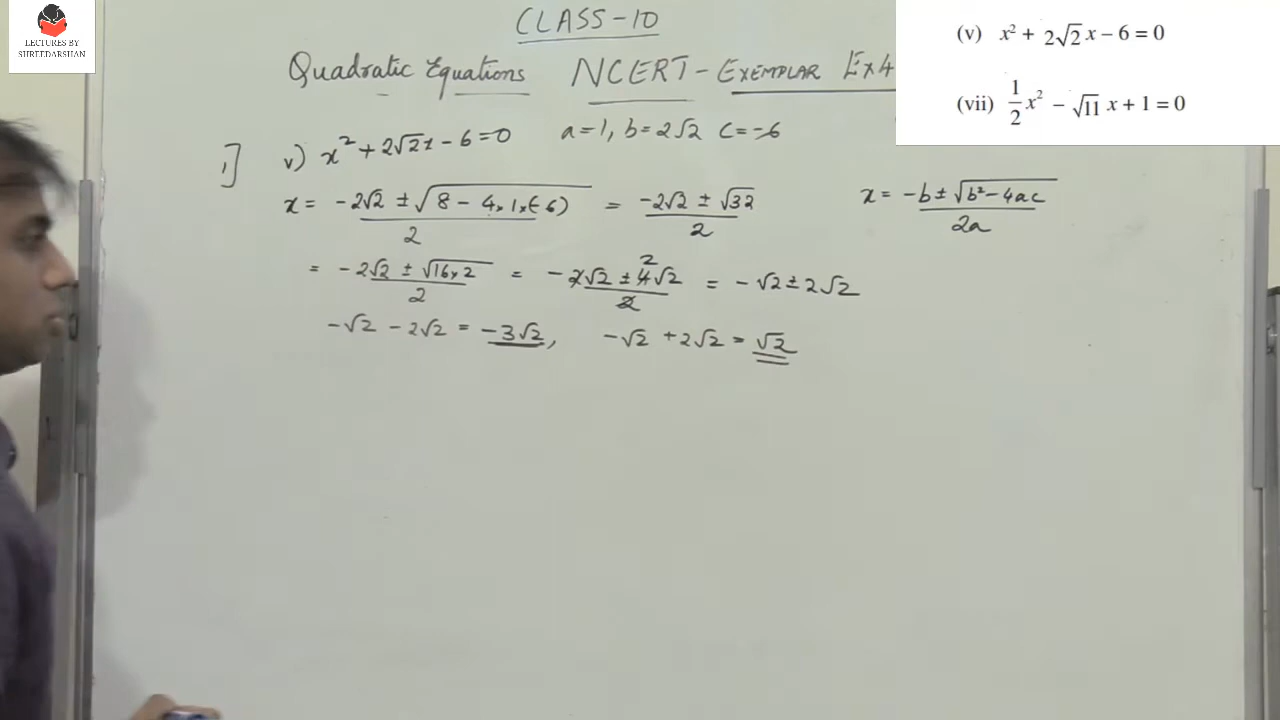 LECTURES BY
SHREEDARSHAN
CLASS-10
Quadratic Equations NCERT-EXEMPLAR Ex4
(v) x² + 2√2 x − 6 = 0
(vii) 1/2 x² − √11 x + 1 = 0
1] v) x² + 2√2x − 6 = 0 a = 1, b = 2√2 c = −6
x = (−2√2 ± √(8 − 4×1×(−6)))/2 = (−2√2 ± √32)/2 x = (−b ± √(b² − 4ac))/2a
= (−2√2 ± √(16×2))/2 = (−2√2 ± 4√2)/2 2 = −√2 ± 2√2
−√2 − 2√2 = −3√2, −√2 + 2√2 = √2